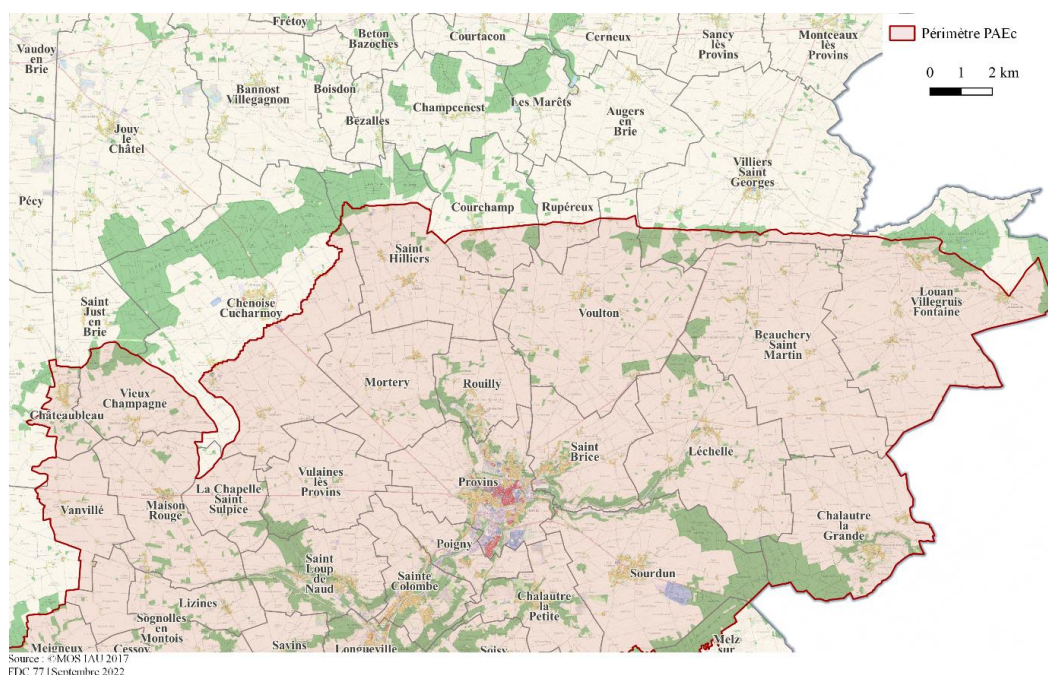 Frétoy
Beton
Bazoches
Courtacon
Cerneux
Sancy
lès
Provins
Montceaux
lès
Provins
Périmètre PAEc
0 1 2 km
Vaudoy
en
Brie
Bannost
Villegagnon
Boisdon
Champcenest
Les Marêts
Bézalles
Augers
en
Brie
Jouy
le
Châtel
Villiers
Saint
Georges
Pécy
Courchamp
Rupéreux
Saint
Hilliers
Saint
Just
en
Brie
Chenoise
Cucharmoy
Voulton
Louan
Villegruis
Fontaine
Beauchery
Saint
Martin
Mortery
Rouilly
Vieux
Champagne
Châteaubleau
Saint
Brice
Léchelle
Provins
Vulaines
lès
Provins
La Chapelle
Saint
Sulpice
Maison
Rouge
Vanvillé
Chalautre
la
Grande
Poigny
Saint
Loup
de
Naud
Sainte
Colombe
Sourdun
Chalautre
la
Petite
Lizines
Sognolles
en
Montois
Meigneux
Cessoy
Savins
Longueville
Soisy
Melz
sur
Source : ©MOS IAU 2017
FDC 77 | Septembre 2022